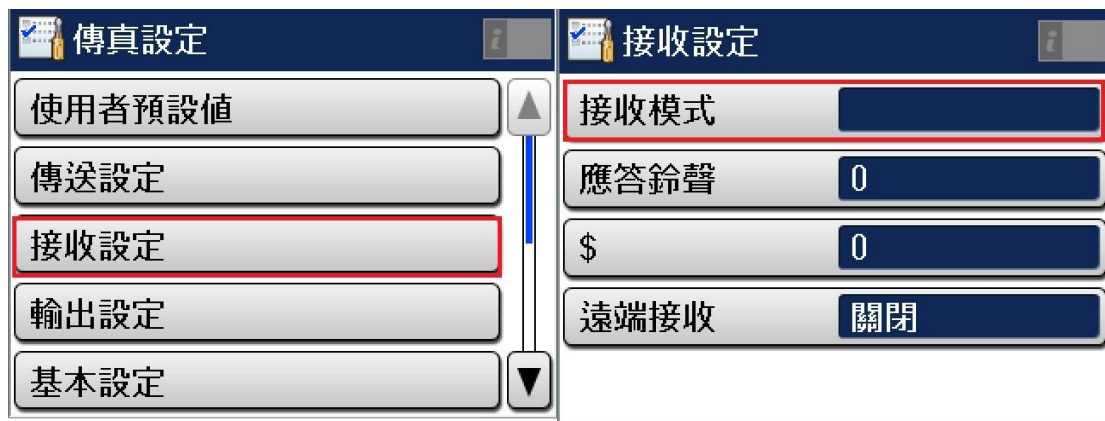 傳真設定
使用者預設值
傳送設定
接收設定
輸出設定
基本設定
接收設定
接收模式
應答鈴聲 0
$ 0
遠端接收 關閉